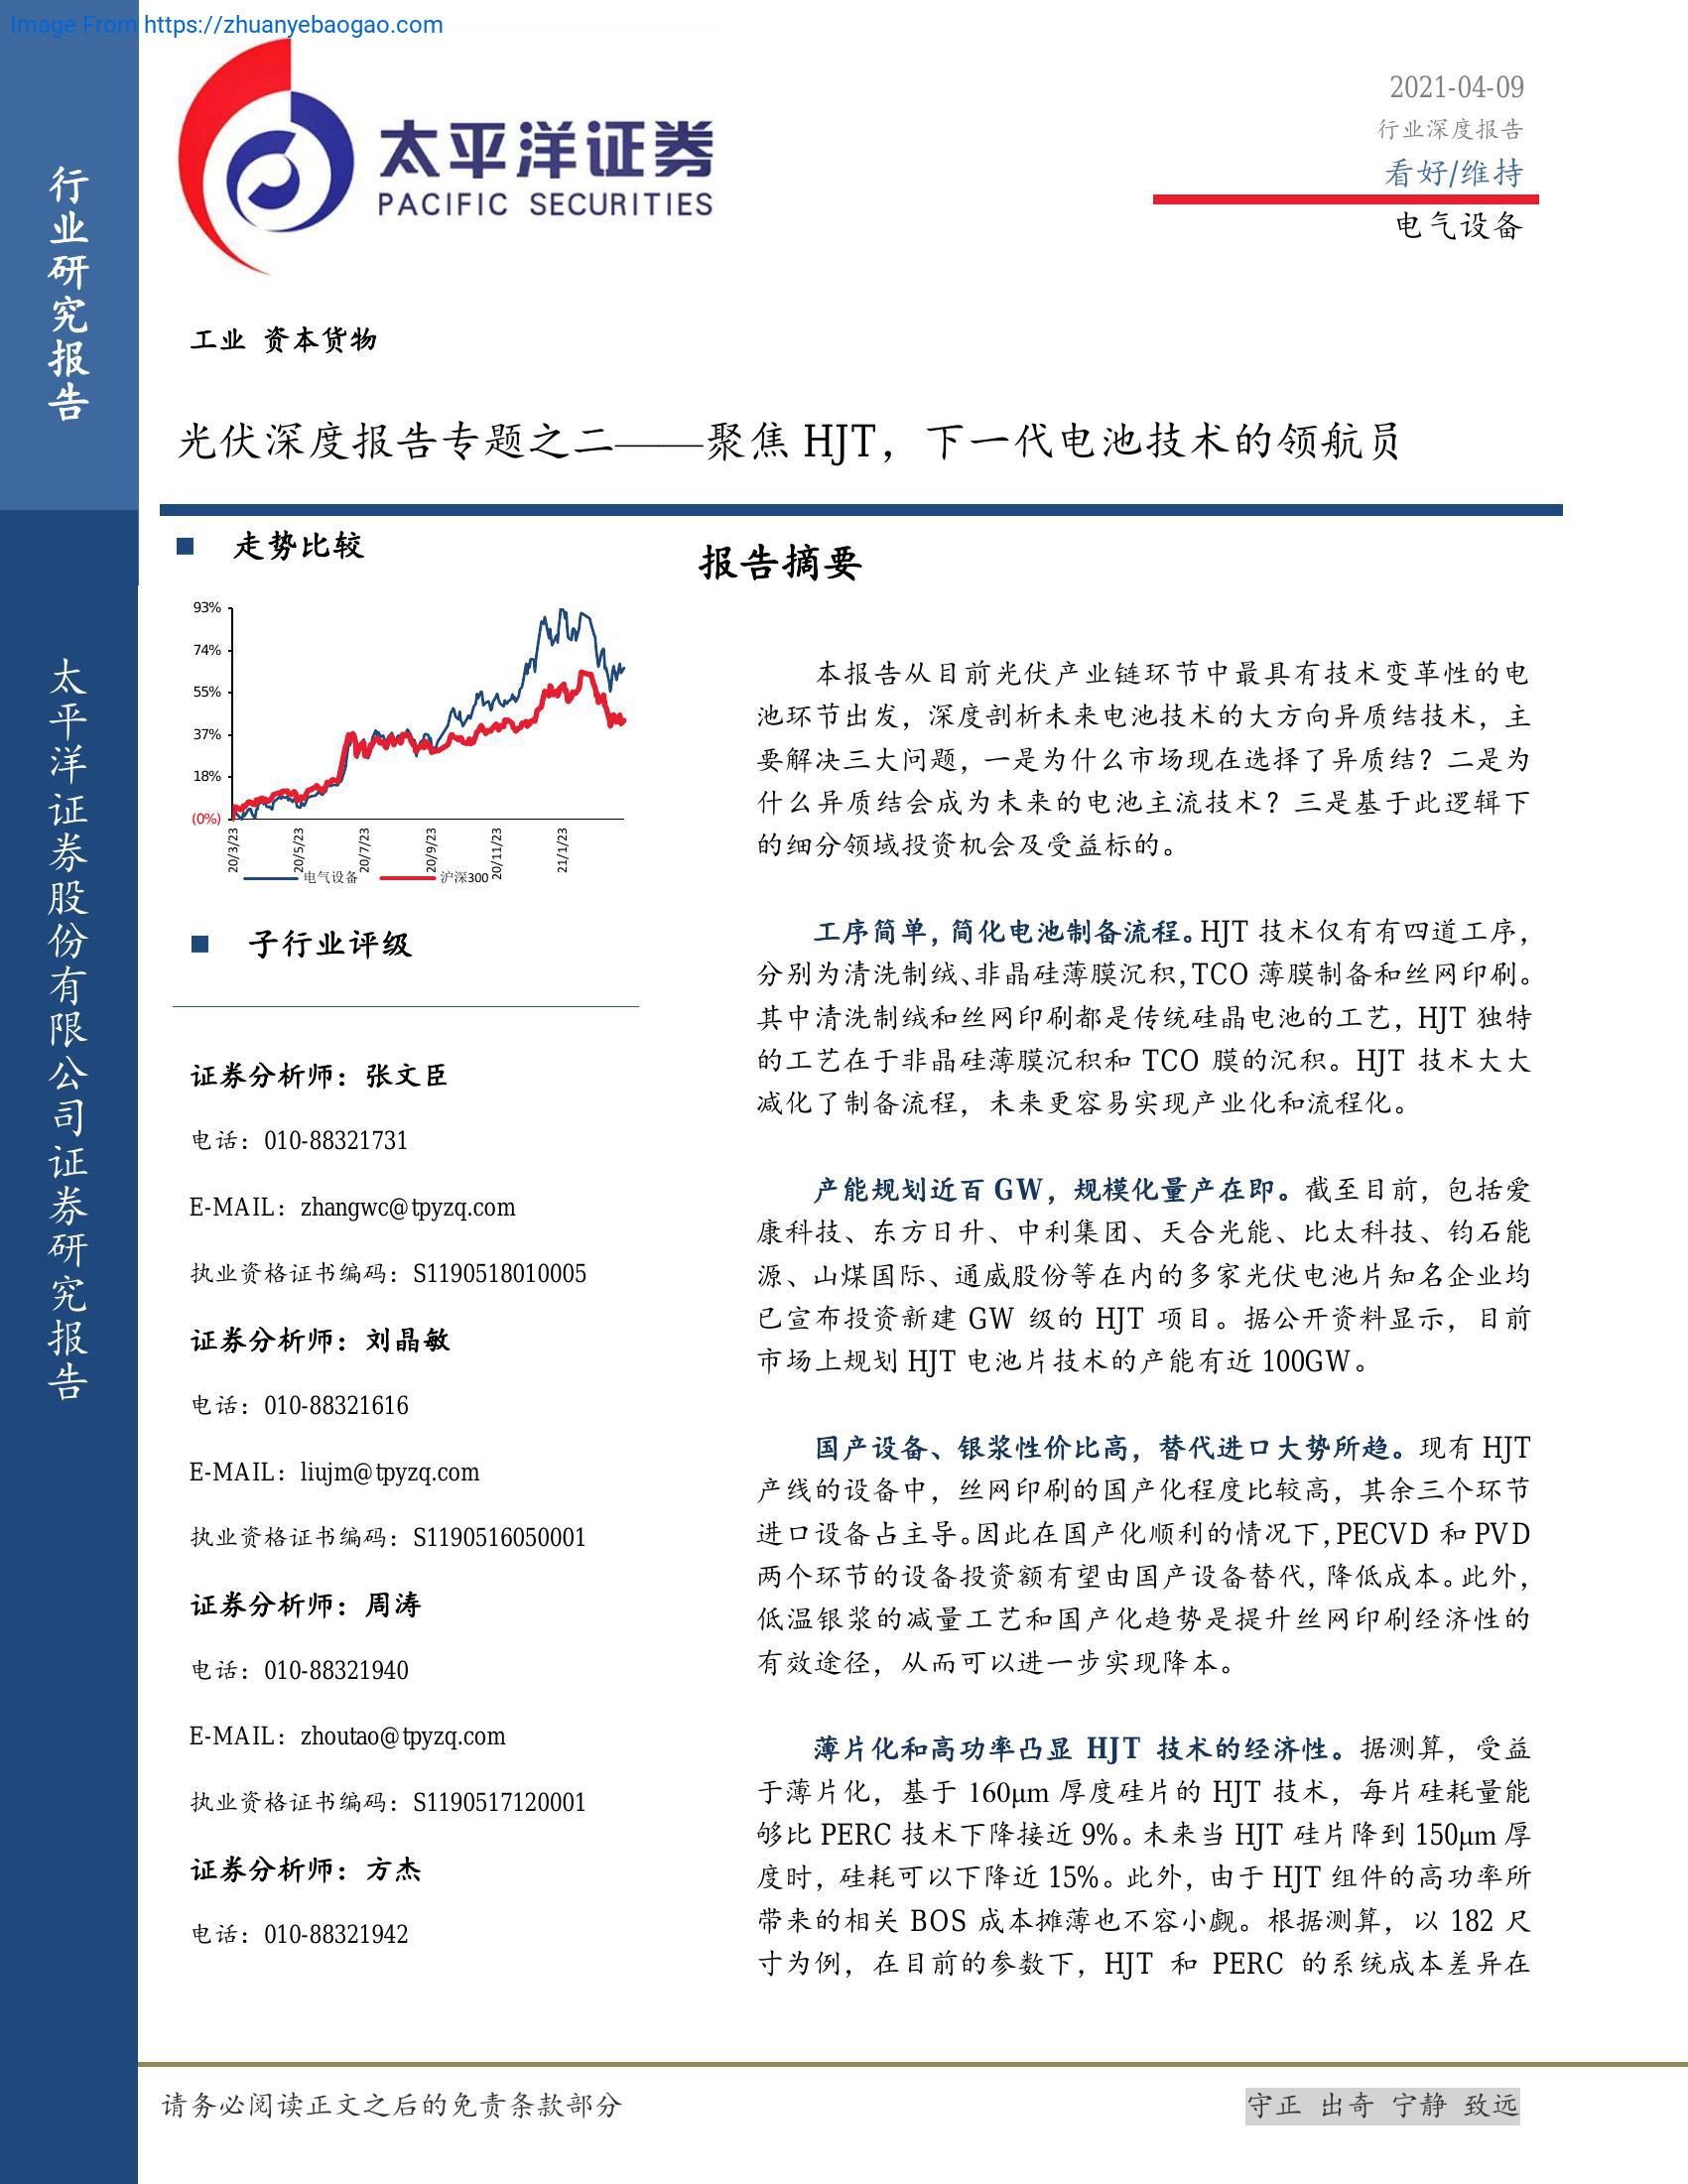 Image From https://zhuanyebaogao.com
行业研究报告
太平洋证券股份有限公司证券研究报告
太平洋证券
PACIFIC SECURITIES
2021-04-09
行业深度报告
看好/维持
电气设备
工业 资本货物
光伏深度报告专题之二——聚焦 HJT，下一代电池技术的领航员
■ 走势比较
93%
74%
55%
37%
18%
(0%)
20/3/23
20/5/23
20/7/23
20/9/23
20/11/23
21/1/23
电气设备 沪深300
■ 子行业评级
证券分析师：张文臣
电话：010-88321731
E-MAIL：zhangwc@tpyzq.com
执业资格证书编码：S1190518010005
证券分析师：刘晶敏
电话：010-88321616
E-MAIL：liujm@tpyzq.com
执业资格证书编码：S1190516050001
证券分析师：周涛
电话：010-88321940
E-MAIL：zhoutao@tpyzq.com
执业资格证书编码：S1190517120001
证券分析师：方杰
电话：010-88321942
报告摘要
本报告从目前光伏产业链环节中最具有技术变革性的电
池环节出发，深度剖析未来电池技术的大方向异质结技术，主
要解决三大问题，一是为什么市场现在选择了异质结？二是为
什么异质结会成为未来的电池主流技术？三是基于此逻辑下
的细分领域投资机会及受益标的。
工序简单，简化电池制备流程。HJT 技术仅有有四道工序，
分别为清洗制绒、非晶硅薄膜沉积，TCO 薄膜制备和丝网印刷。
其中清洗制绒和丝网印刷都是传统硅晶电池的工艺，HJT 独特
的工艺在于非晶硅薄膜沉积和 TCO 膜的沉积。HJT 技术大大
减化了制备流程，未来更容易实现产业化和流程化。
产能规划近百 GW，规模化量产在即。截至目前，包括爱
康科技、东方日升、中利集团、天合光能、比太科技、钧石能
源、山煤国际、通威股份等在内的多家光伏电池片知名企业均
已宣布投资新建 GW 级的 HJT 项目。据公开资料显示，目前
市场上规划 HJT 电池片技术的产能有近 100GW。
国产设备、银浆性价比高，替代进口大势所趋。现有 HJT
产线的设备中，丝网印刷的国产化程度比较高，其余三个环节
进口设备占主导。因此在国产化顺利的情况下，PECVD 和 PVD
两个环节的设备投资额有望由国产设备替代，降低成本。此外，
低温银浆的减量工艺和国产化趋势是提升丝网印刷经济性的
有效途径，从而可以进一步实现降本。
薄片化和高功率凸显 HJT 技术的经济性。据测算，受益
于薄片化，基于 160μm 厚度硅片的 HJT 技术，每片硅耗量能
够比 PERC 技术下降接近 9%。未来当 HJT 硅片降到 150μm 厚
度时，硅耗可以下降近 15%。此外，由于 HJT 组件的高功率所
带来的相关 BOS 成本摊薄也不容小觑。根据测算，以 182 尺
寸为例，在目前的参数下，HJT 和 PERC 的系统成本差异在
请务必阅读正文之后的免责条款部分
守正 出奇 宁静 致远